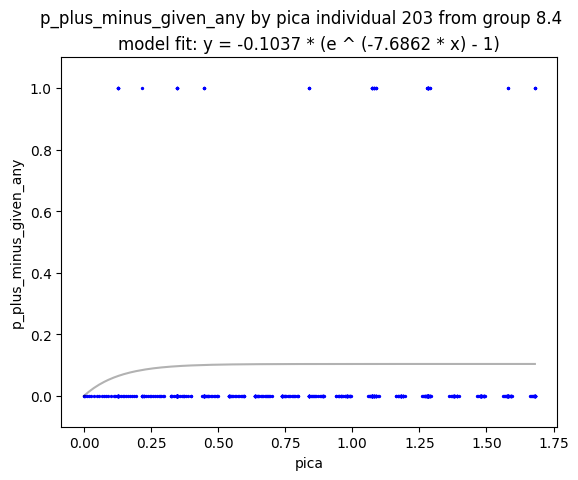 p_plus_minus_given_any by pica individual 203 from group 8.4
model fit: y = -0.1037 * (e ^ (-7.6862 * x) - 1)
1.0
0.8
0.6
0.4
0.2
0.0
p_plus_minus_given_any
0.00 0.25 0.50 0.75 1.00 1.25 1.50 1.75
pica